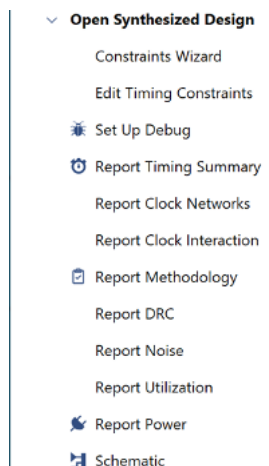 Open Synthesized Design
Constraints Wizard
Edit Timing Constraints
Set Up Debug
Report Timing Summary
Report Clock Networks
Report Clock Interaction
Report Methodology
Report DRC
Report Noise
Report Utilization
Report Power
Schematic